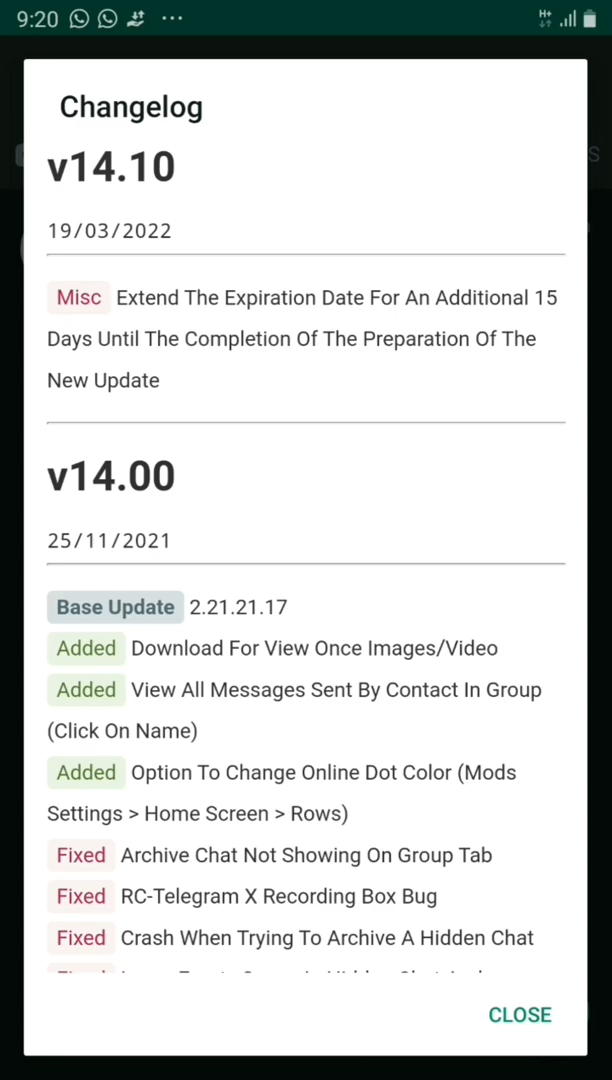 9:20
H+
Changelog
S
v14.10
19/03/2022
Misc Extend The Expiration Date For An Additional 15
Days Until The Completion Of The Preparation Of The
New Update
v14.00
25/11/2021
Base Update 2.21.21.17
Added Download For View Once Images/Video
Added View All Messages Sent By Contact In Group
(Click On Name)
Added Option To Change Online Dot Color (Mods
Settings > Home Screen > Rows)
Fixed Archive Chat Not Showing On Group Tab
Fixed RC-Telegram X Recording Box Bug
Fixed Crash When Trying To Archive A Hidden Chat
CLOSE